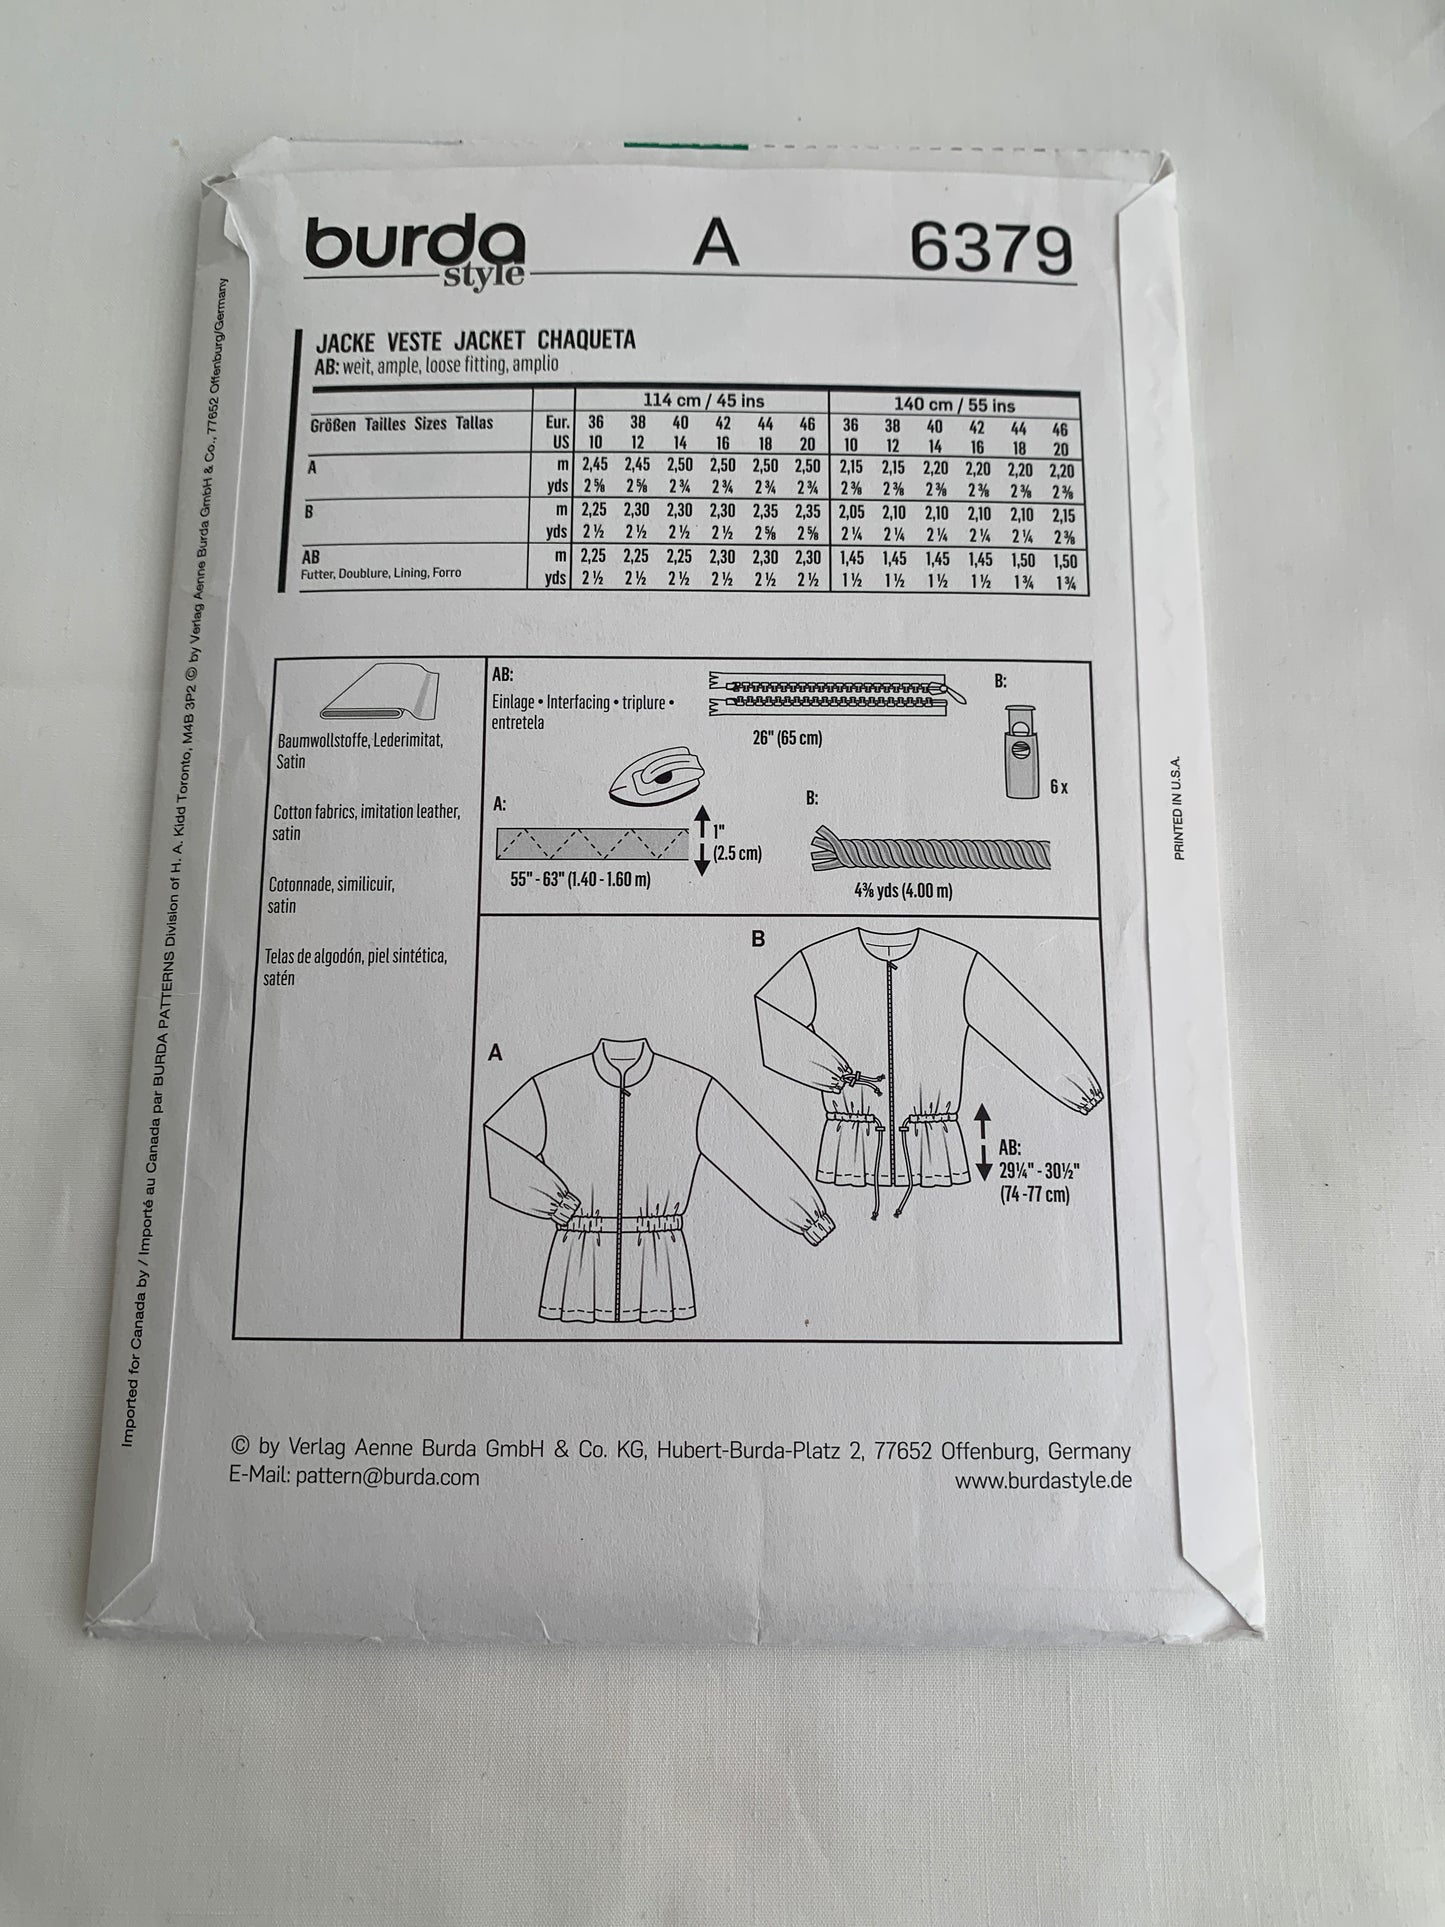 burda style A 6379
JACKE VESTE JACKET CHAQUETA
AB: weit, ample, loose fitting, amplio
114 cm / 45 ins 140 cm / 55 ins
Größen Tailles Sizes Tallas Eur. 36 38 40 42 44 46 36 38 40 42 44 46
US 10 12 14 16 18 20 10 12 14 16 18 20
A m 2,45 2,45 2,50 2,50 2,50 2,50 2,15 2,15 2,20 2,20 2,20 2,20
yds 2⅝ 2⅝ 2¾ 2¾ 2¾ 2¾ 2⅜ 2⅜ 2⅜ 2⅜ 2⅜ 2⅜
B m 2,25 2,30 2,30 2,30 2,35 2,35 2,05 2,10 2,10 2,10 2,10 2,15
yds 2½ 2½ 2½ 2½ 2⅝ 2⅝ 2¼ 2¼ 2¼ 2¼ 2¼ 2⅜
AB m 2,25 2,25 2,25 2,30 2,30 2,30 1,45 1,45 1,45 1,45 1,50 1,50
Futter, Doublure, Lining, Forro yds 2½ 2½ 2½ 2½ 2½ 2½ 1½ 1½ 1½ 1½ 1¾ 1¾
Baumwollstoffe, Lederimitat,
Satin
Cotton fabrics, imitation leather,
satin
Cotonnade, similicuir,
satin
Telas de algodón, piel sintética,
satén
AB:
Einlage • Interfacing • triplure •
entretela
26" (65 cm)
B:
6 x
A:
1"
(2.5 cm)
55" - 63" (1.40 - 1.60 m)
B:
4⅜ yds (4.00 m)
B
A
AB:
29¼" - 30½"
(74 -77 cm)
© by Verlag Aenne Burda GmbH & Co. KG, Hubert-Burda-Platz 2, 77652 Offenburg, Germany
E-Mail: pattern@burda.com www.burdastyle.de
Imported for Canada by / Importé au Canada par BURDA PATTERNS Division of H. A. Kidd Toronto, M4B 3P2 © by Verlag Aenne Burda GmbH & Co., 77652 Offenburg/Germany
PRINTED IN U.S.A.